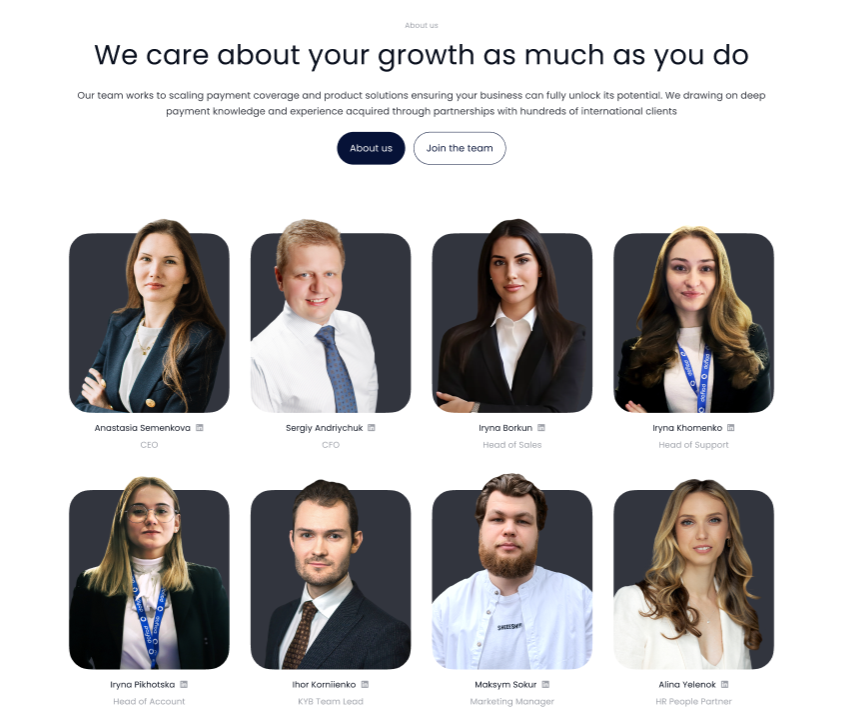 About us
We care about your growth as much as you do
Our team works to scaling payment coverage and product solutions ensuring your business can fully unlock its potential. We drawing on deep
payment knowledge and experience acquired through partnerships with hundreds of international clients
About us Join the team
Anastasia Semenkova Sergiy Andriychuk Iryna Borkun Iryna Khomenko
CEO CFO Head of Sales Head of Support
Iryna Pikhotska Ihor Korniienko Maksym Sokur Alina Yelenok
Head of Account KYB Team Lead Marketing Manager HR People Partner